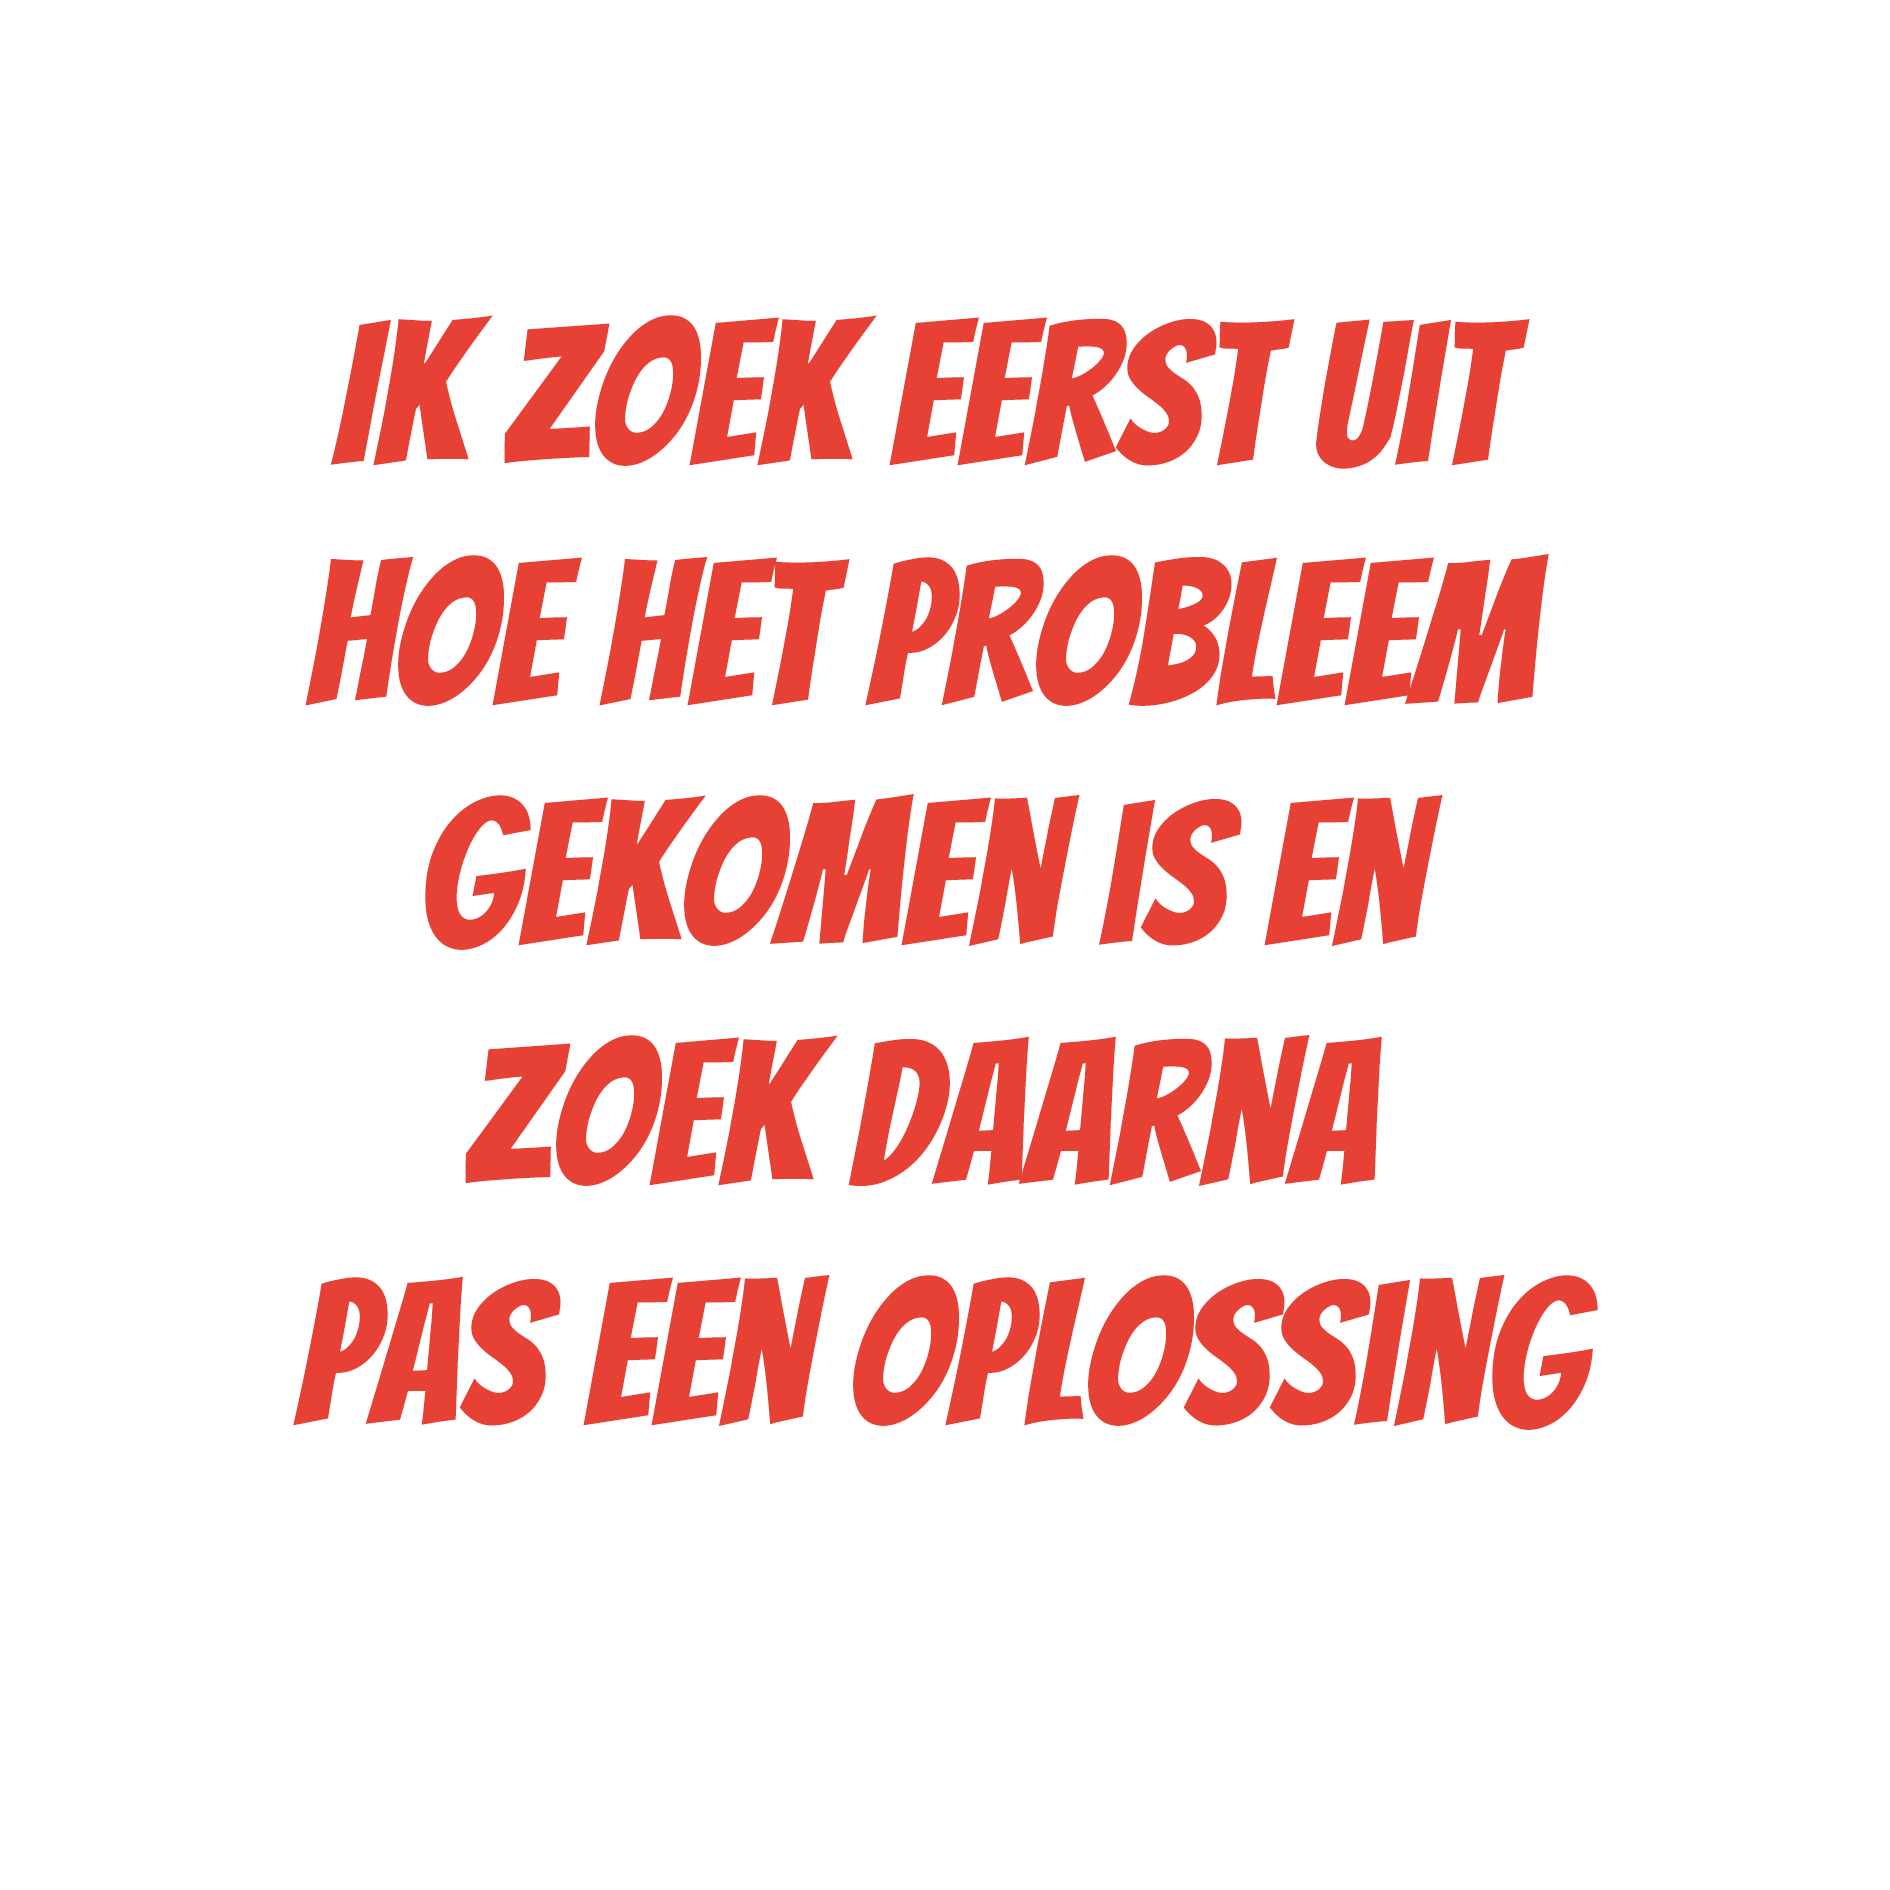 IK ZOEK EERST UIT
HOE HET PROBLEEM
GEKOMEN IS EN
ZOEK DAARNA
PAS EEN OPLOSSING